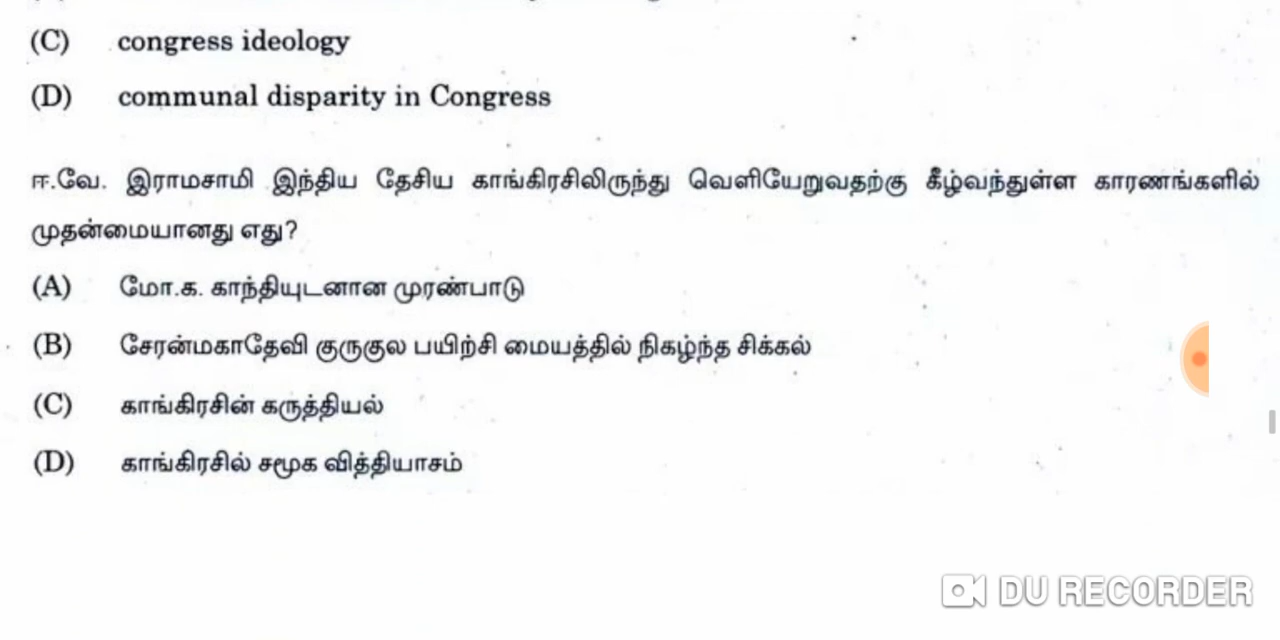 (C) congress ideology
(D) communal disparity in Congress
ஈ.வே. இராமசாமி இந்திய தேசிய காங்கிரசிலிருந்து வெளியேறுவதற்கு கீழ்வந்துள்ள காரணங்களில்
முதன்மையானது எது?
(A) மோ.க. காந்தியுடனான முரண்பாடு
(B) சேரன்மகாதேவி குருகுல பயிற்சி மையத்தில் நிகழ்ந்த சிக்கல்
(C) காங்கிரசின் கருத்தியல்
(D) காங்கிரசில் சமூக வித்தியாசம்
DU RECORDER